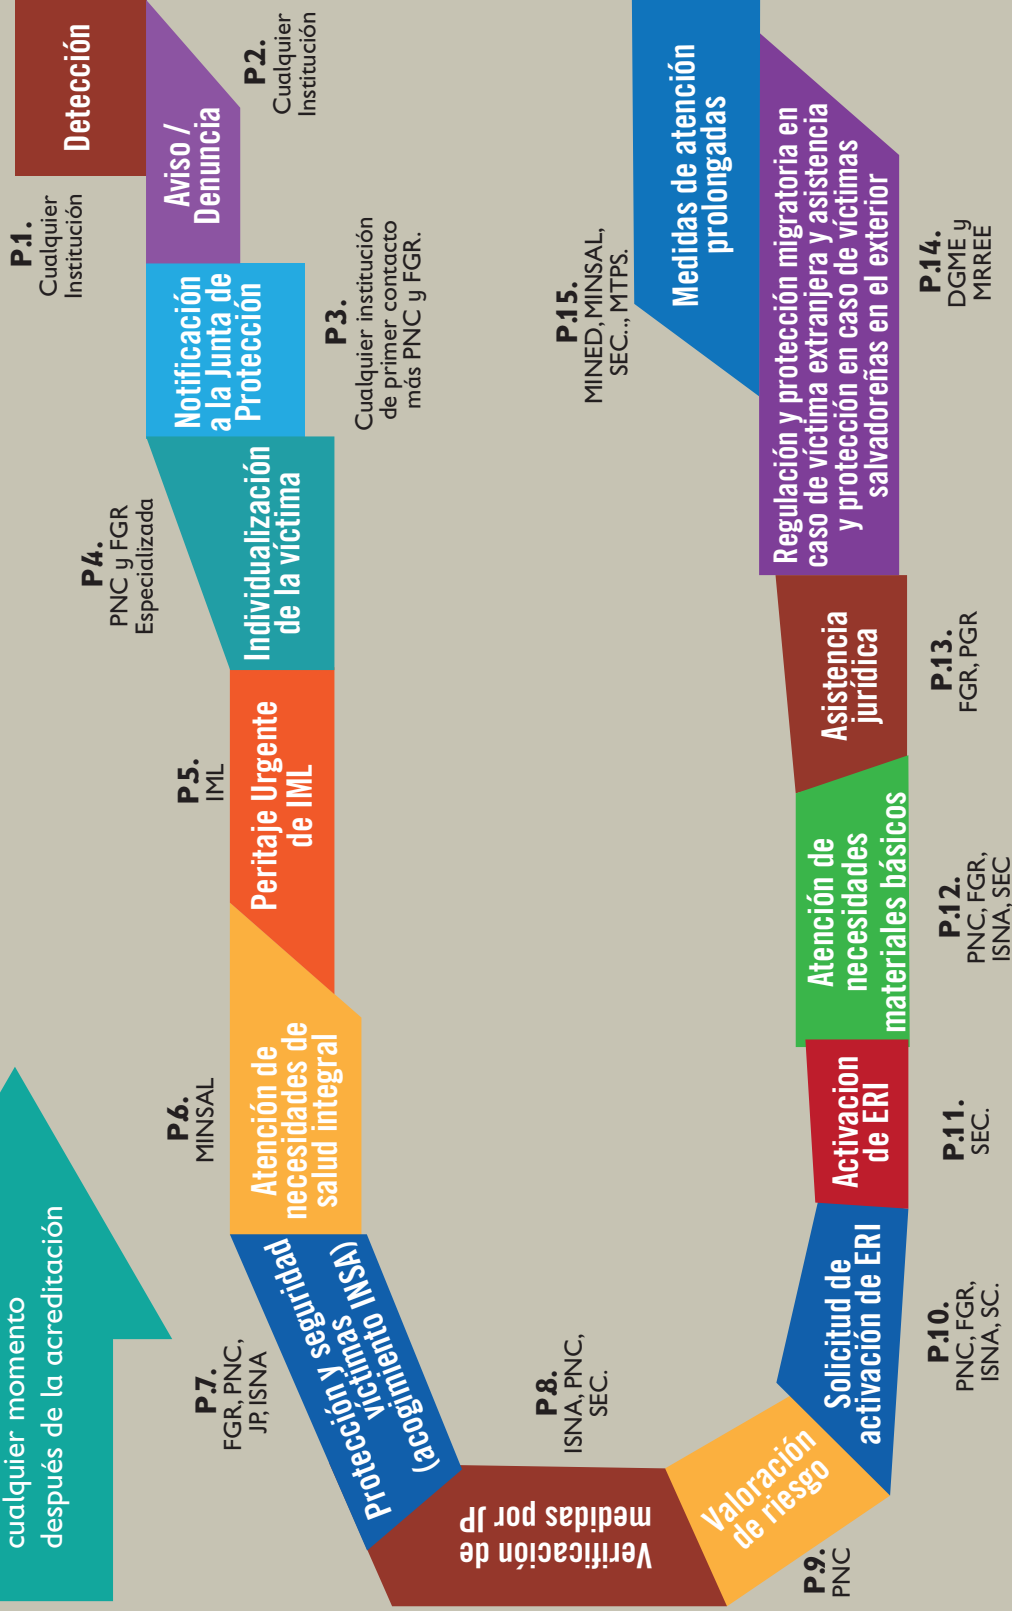 cualquier momento
después de la acreditación
P.1.
Cualquier
Institución
Detección
Aviso /
Denuncia
P.2.
Cualquier
Institución
Notificación
a la Junta de
Protección
P.3.
Cualquier institución
de primer contacto
más PNC y FGR.
P.4.
PNC y FGR
Especializada
Individualización
de la víctima
P.5.
IML
Peritaje Urgente
de IML
P.6.
MINSAL
Atención de
necesidades de
salud integral
P.7.
FGR, PNC,
JP, ISNA
Protección y seguridad
víctimas
(acogimiento INSA)
P.8.
ISNA, PNC,
SEC.
Verificación de
medidas por JP
Valoración
de riesgo
P.9.
PNC
Solicitud de
activación de ERI
P.10.
PNC, FGR,
ISNA, SC.
Activacion
de ERI
P.11.
SEC.
Atención de
necesidades
materiales básicos
P.12.
PNC, FGR,
ISNA, SEC
Asistencia
jurídica
P.13.
FGR, PGR
Regulación y protección migratoria en
caso de víctima extranjera y asistencia
y protección en caso de víctimas
salvadoreñas en el exterior
P.14.
DGME y
MRREE
P.15.
MINED, MINSAL,
SEC.., MTPS.
Medidas de atención
prolongadas